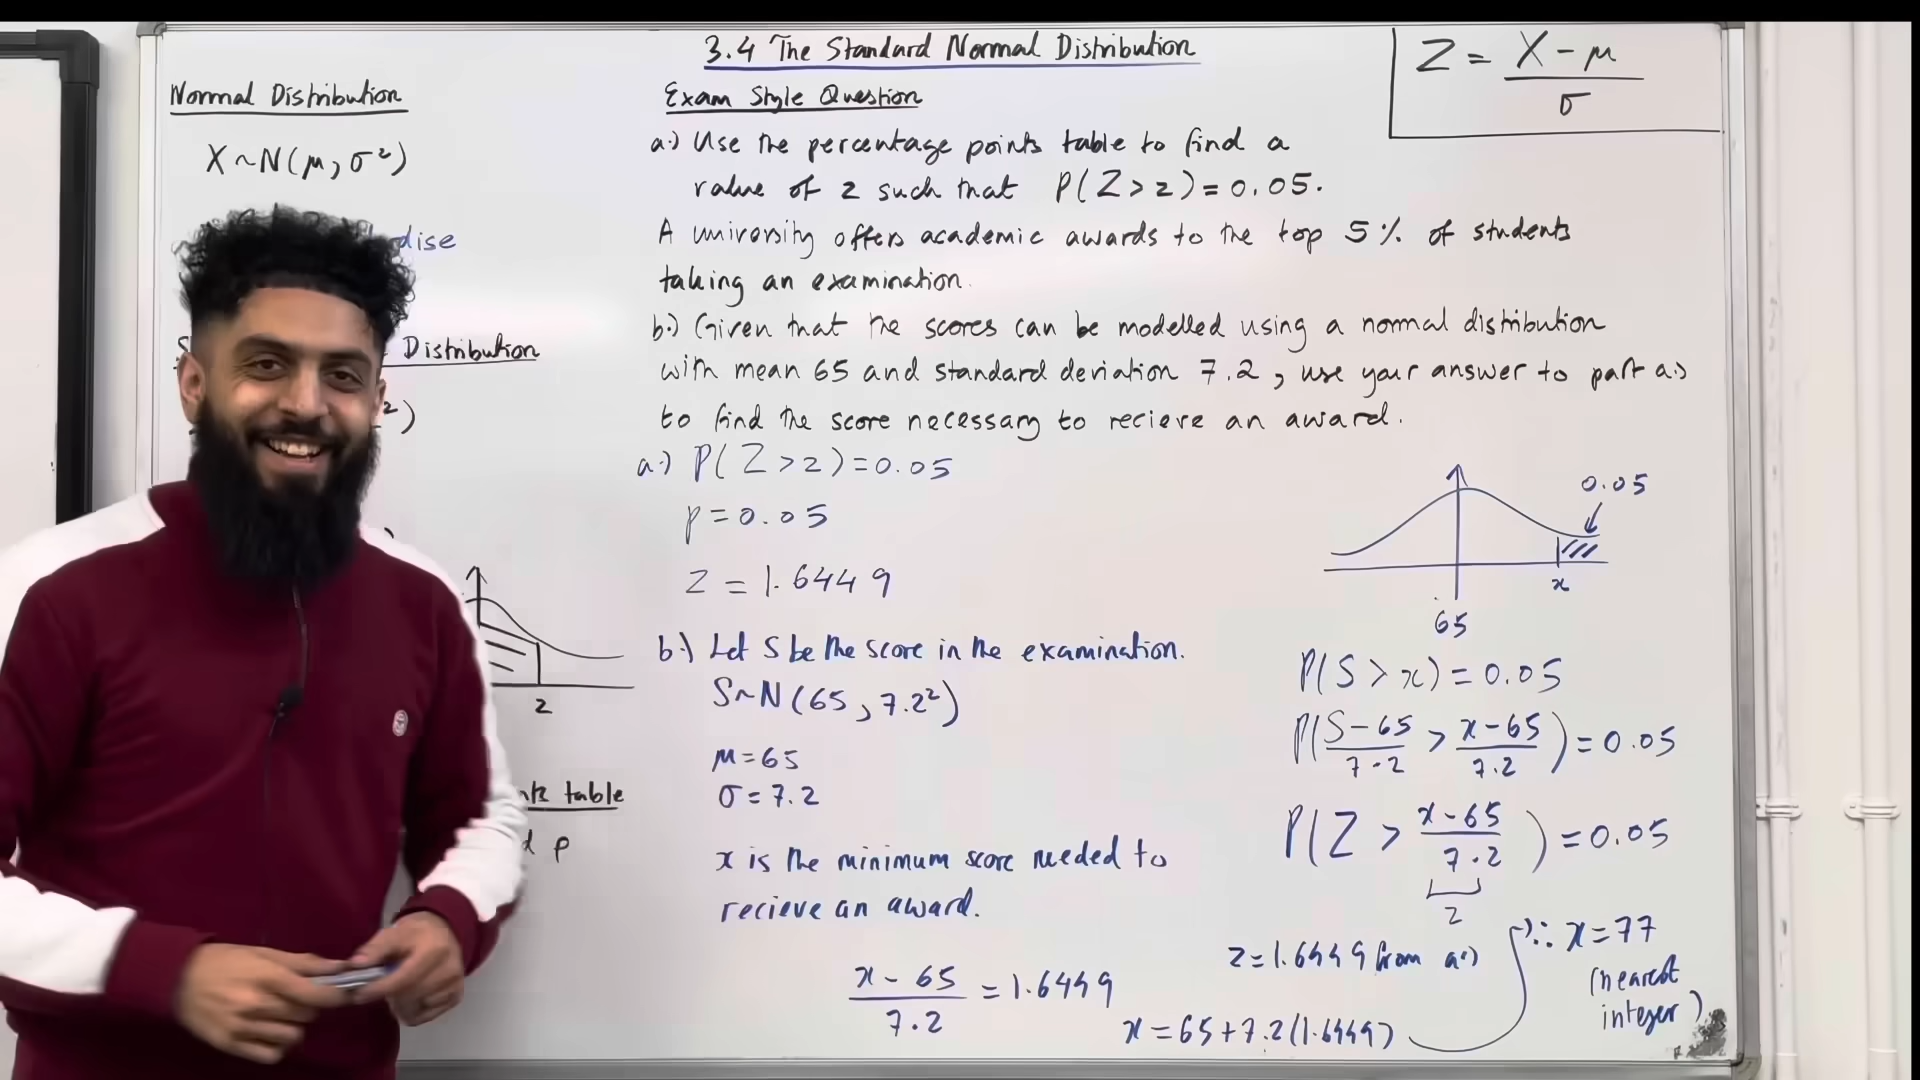 3.4 The Standard Normal Distribution
Z = X - μ / σ
Normal Distribution
X ~ N(μ, σ²)
Distribution
²)
z
table
p
Exam Style Question
a.) Use the percentage points table to find a
value of z such that P(Z > z) = 0.05.
A university offers academic awards to the top 5% of students
taking an examination.
b.) Given that the scores can be modelled using a normal distribution
with mean 65 and standard deviation 7.2, use your answer to part a.)
to find the score necessary to recieve an award.
a.) P(Z > z) = 0.05
p = 0.05
z = 1.6449
b.) Let S be the score in the examination.
S ~ N(65, 7.2²)
μ = 65
σ = 7.2
x is the minimum score needed to
recieve an award.
x - 65 / 7.2 = 1.6449
0.05
x
65
P(S > x) = 0.05
P(S - 65 / 7.2 > x - 65 / 7.2) = 0.05
P(Z > x - 65 / 7.2) = 0.05
z
z = 1.6449 from a.)
x = 65 + 7.2(1.6449)
∴ x = 77
(nearest
integer)